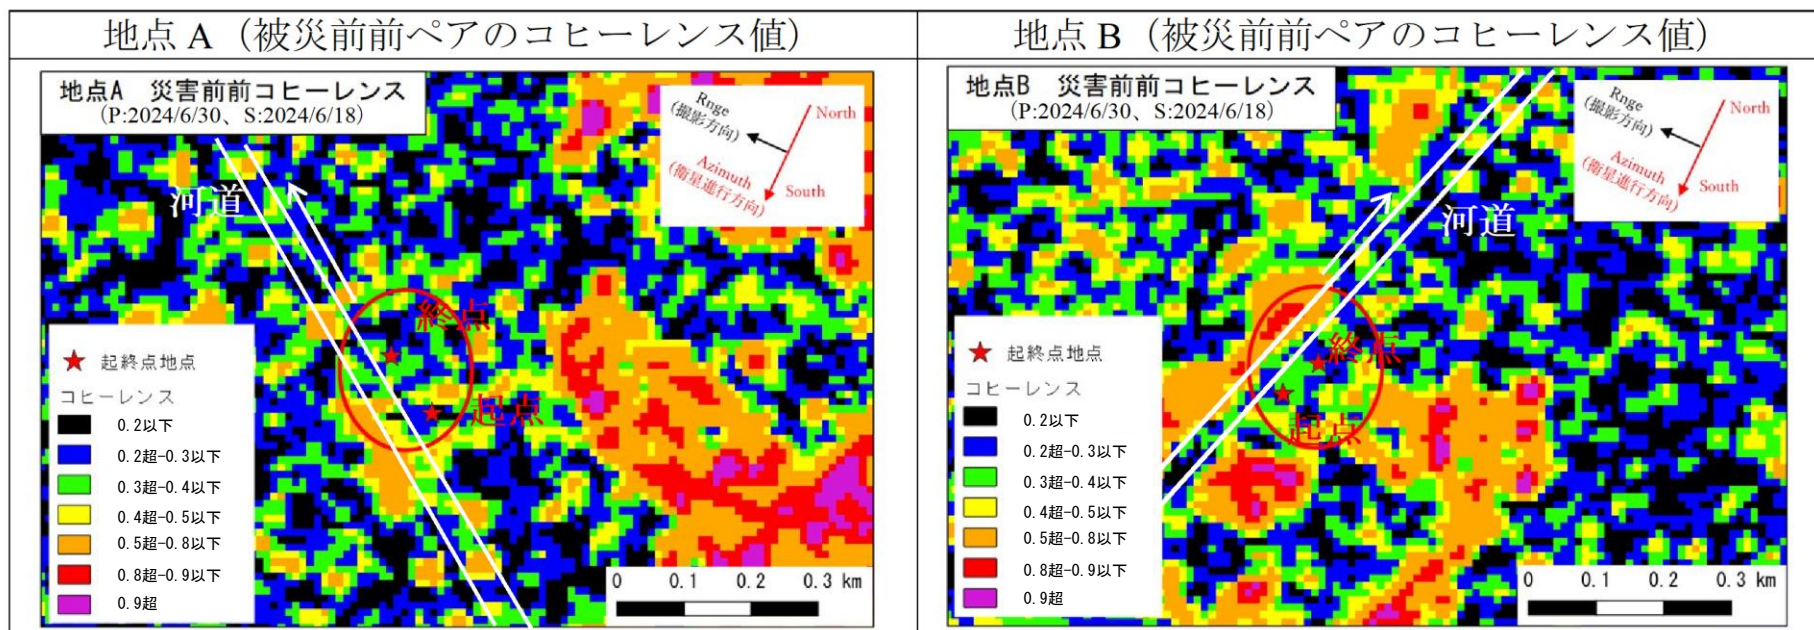 地点 A（被災前前ペアのコヒーレンス値）
地点A　災害前前コヒーレンス
(P:2024/6/30、S:2024/6/18)
Rnge
(撮影方向)
North
Azimuth
(衛星進行方向)
South
河道
終点
起点
起終点地点
コヒーレンス
0.2以下
0.2超-0.3以下
0.3超-0.4以下
0.4超-0.5以下
0.5超-0.8以下
0.8超-0.9以下
0.9超
0 0.1 0.2 0.3 km
地点 B（被災前前ペアのコヒーレンス値）
地点B　災害前前コヒーレンス
(P:2024/6/30、S:2024/6/18)
Rnge
(撮影方向)
North
Azimuth
(衛星進行方向)
South
河道
終点
起点
起終点地点
コヒーレンス
0.2以下
0.2超-0.3以下
0.3超-0.4以下
0.4超-0.5以下
0.5超-0.8以下
0.8超-0.9以下
0.9超
0 0.1 0.2 0.3 km